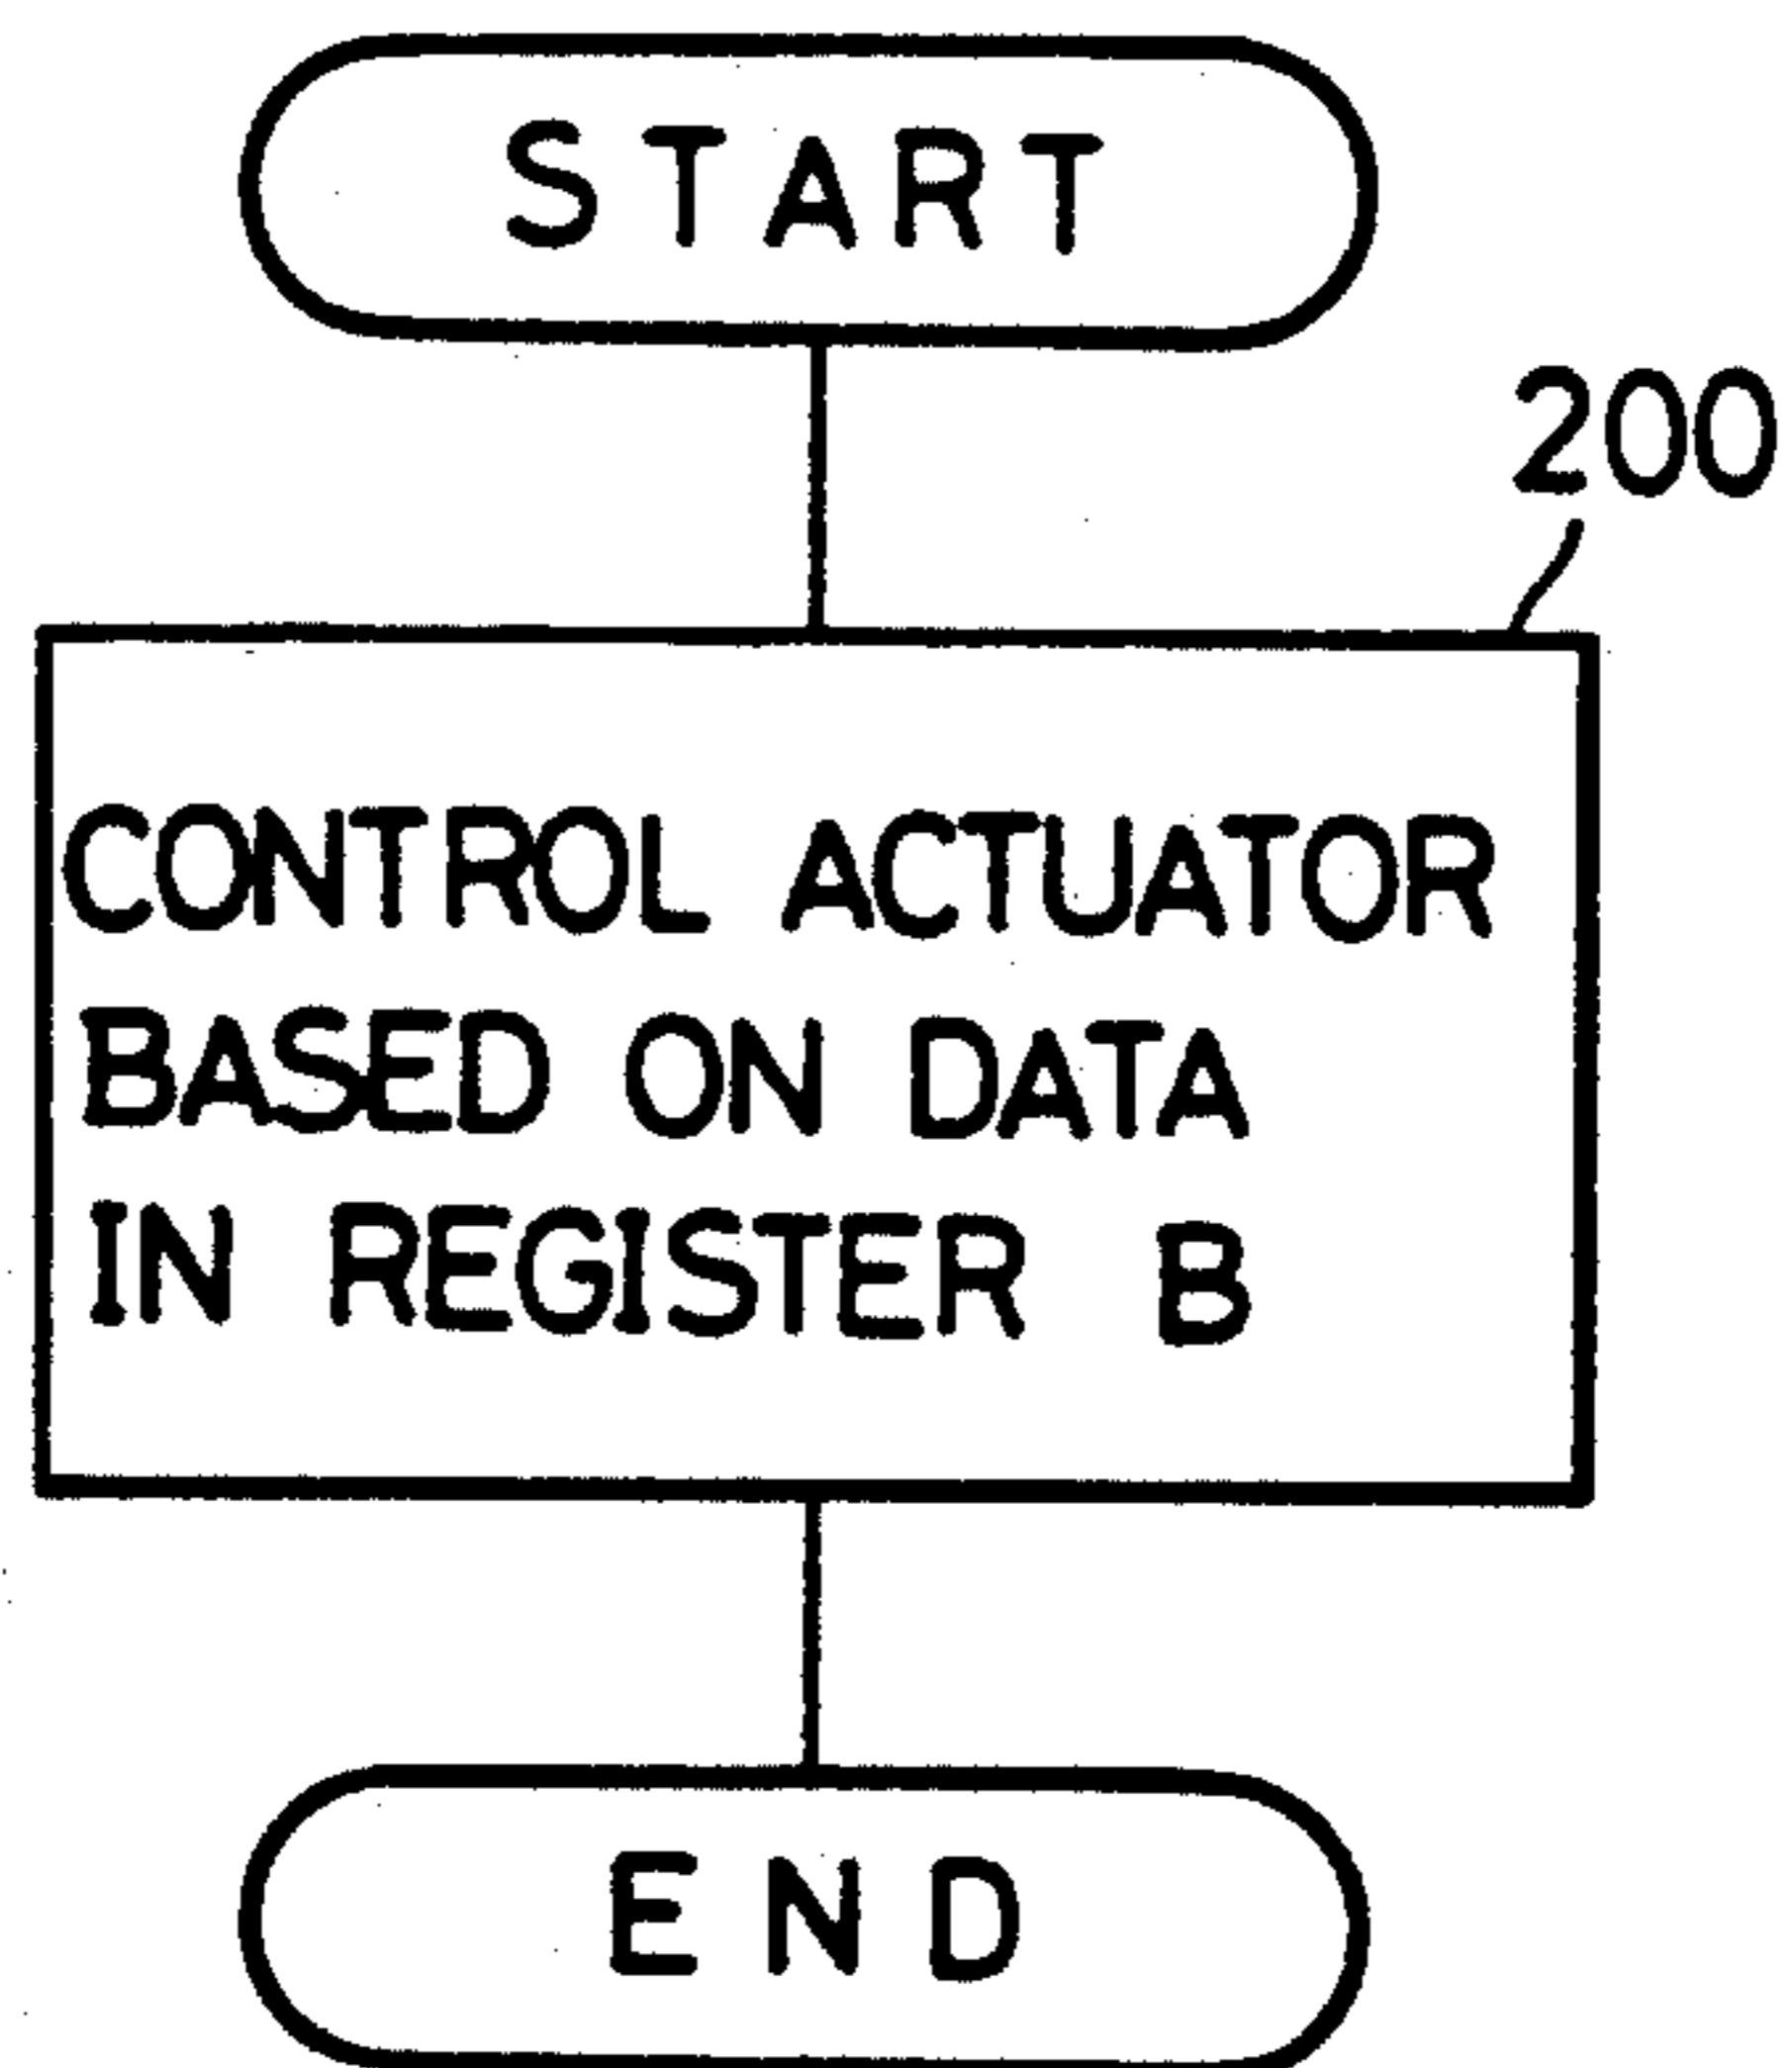 START
200
CONTROL ACTUATOR
BASED ON DATA
IN REGISTER B
END